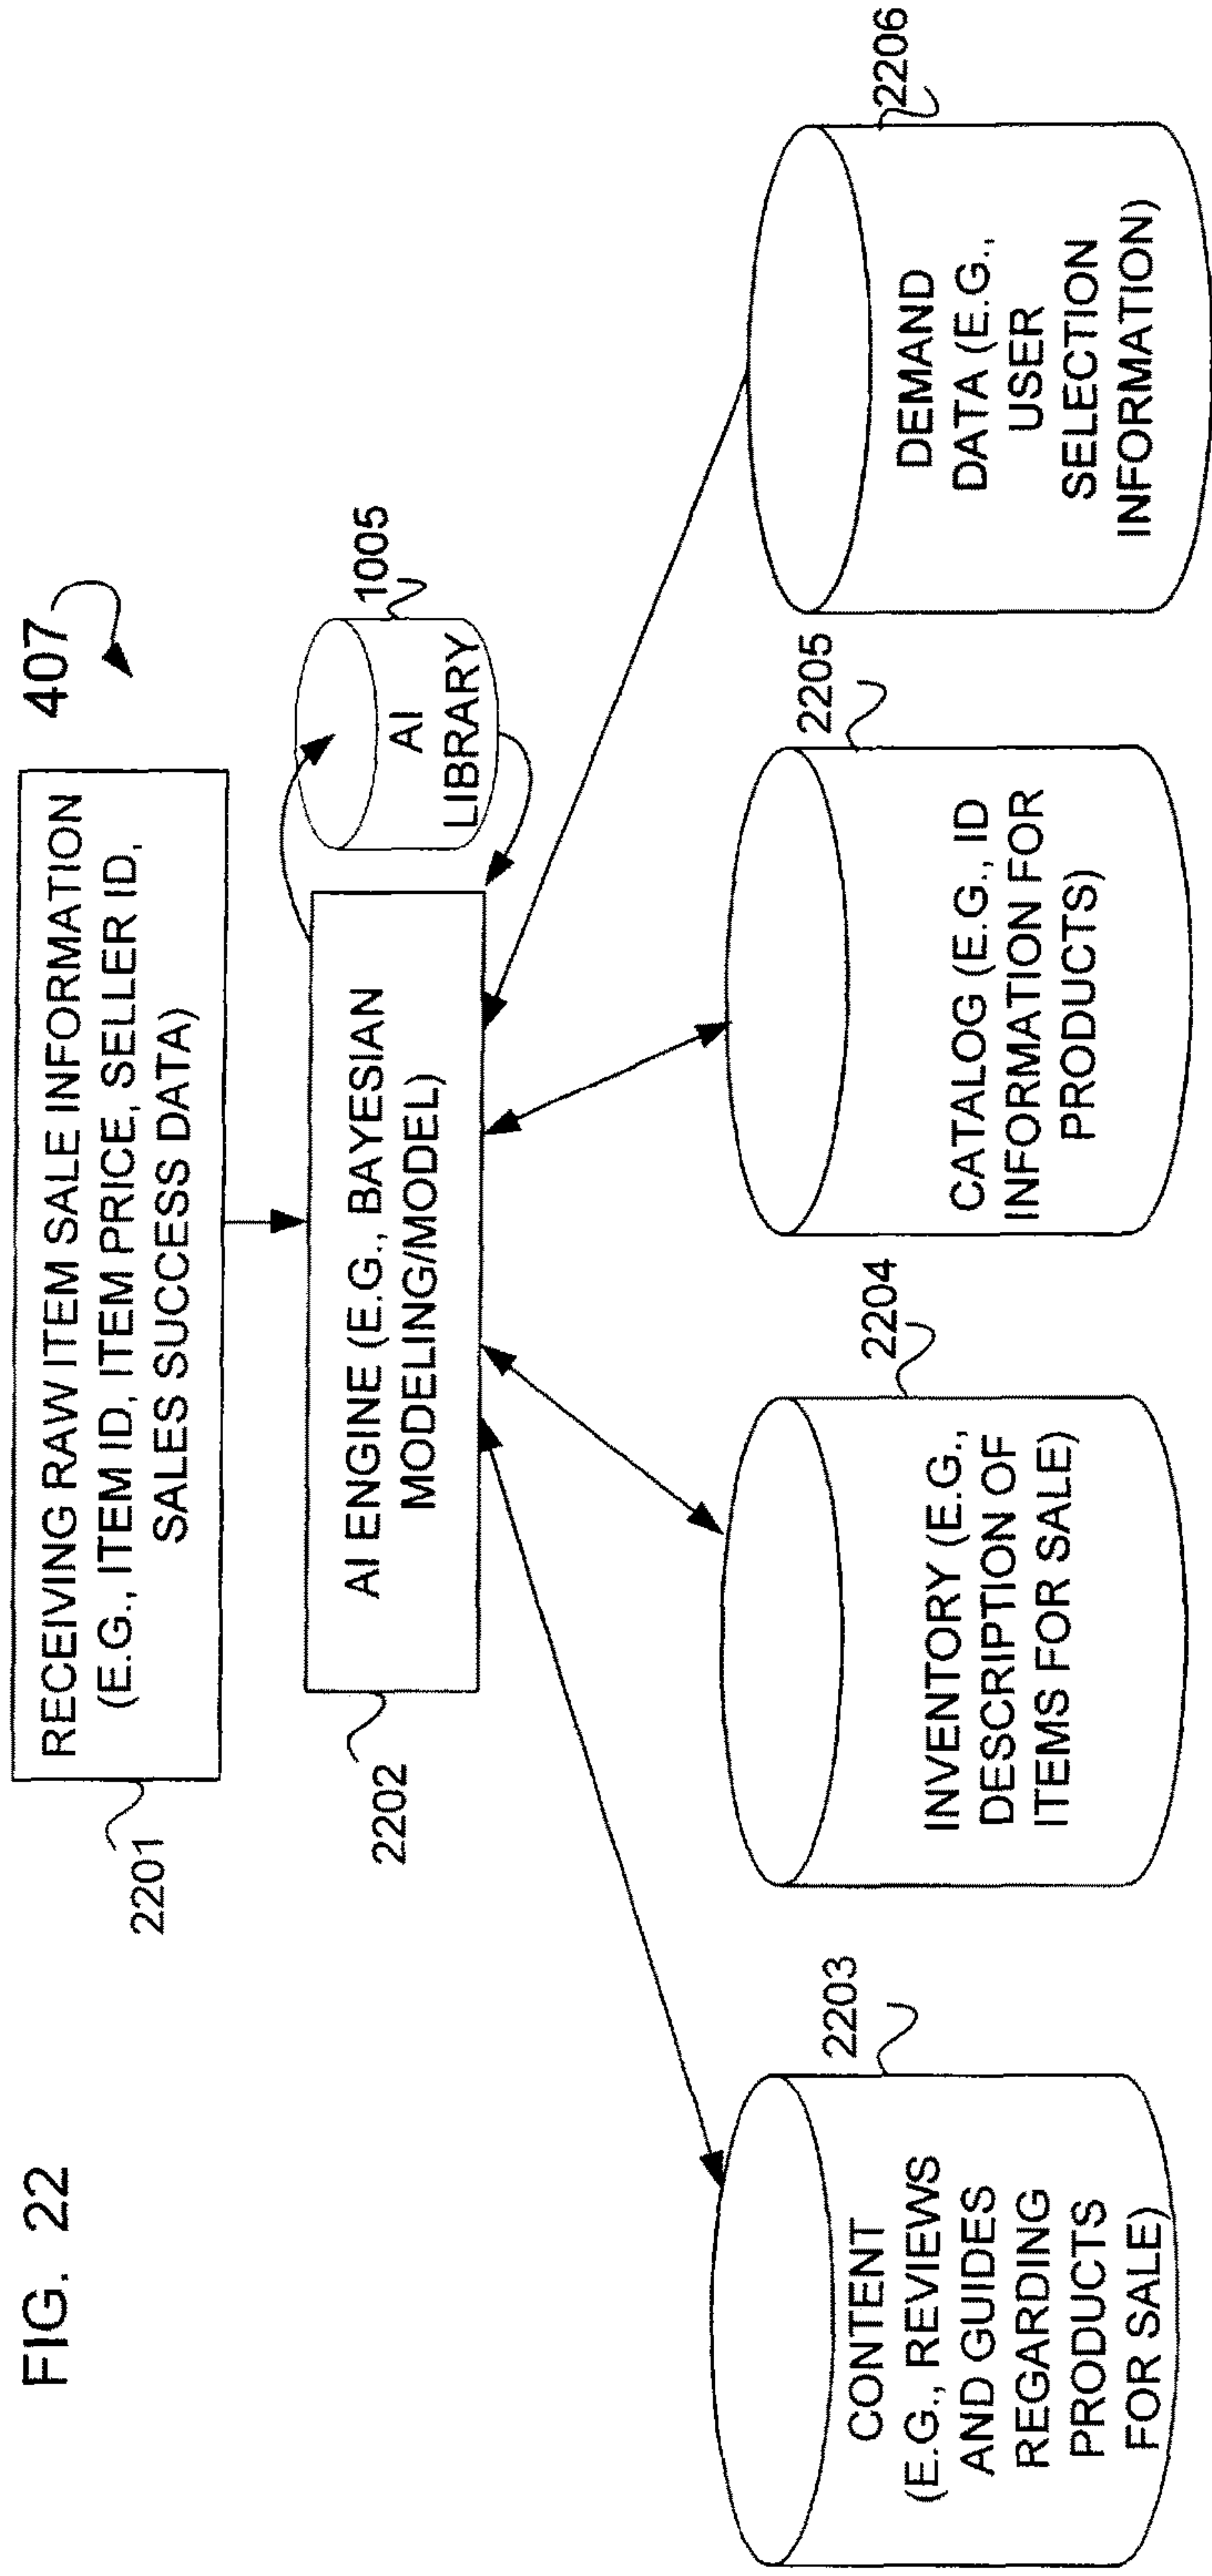 FIG. 22
407
RECEIVING RAW ITEM SALE INFORMATION
(E.G., ITEM ID, ITEM PRICE, SELLER ID,
SALES SUCCESS DATA)
2201
AI ENGINE (E.G., BAYESIAN
MODELING/MODEL)
2202
AI
LIBRARY
1005
CONTENT
(E.G., REVIEWS
AND GUIDES
REGARDING
PRODUCTS
FOR SALE)
2203
INVENTORY (E.G.,
DESCRIPTION OF
ITEMS FOR SALE)
2204
CATALOG (E.G., ID
INFORMATION FOR
PRODUCTS)
2205
DEMAND
DATA (E.G.,
USER
SELECTION
INFORMATION)
2206